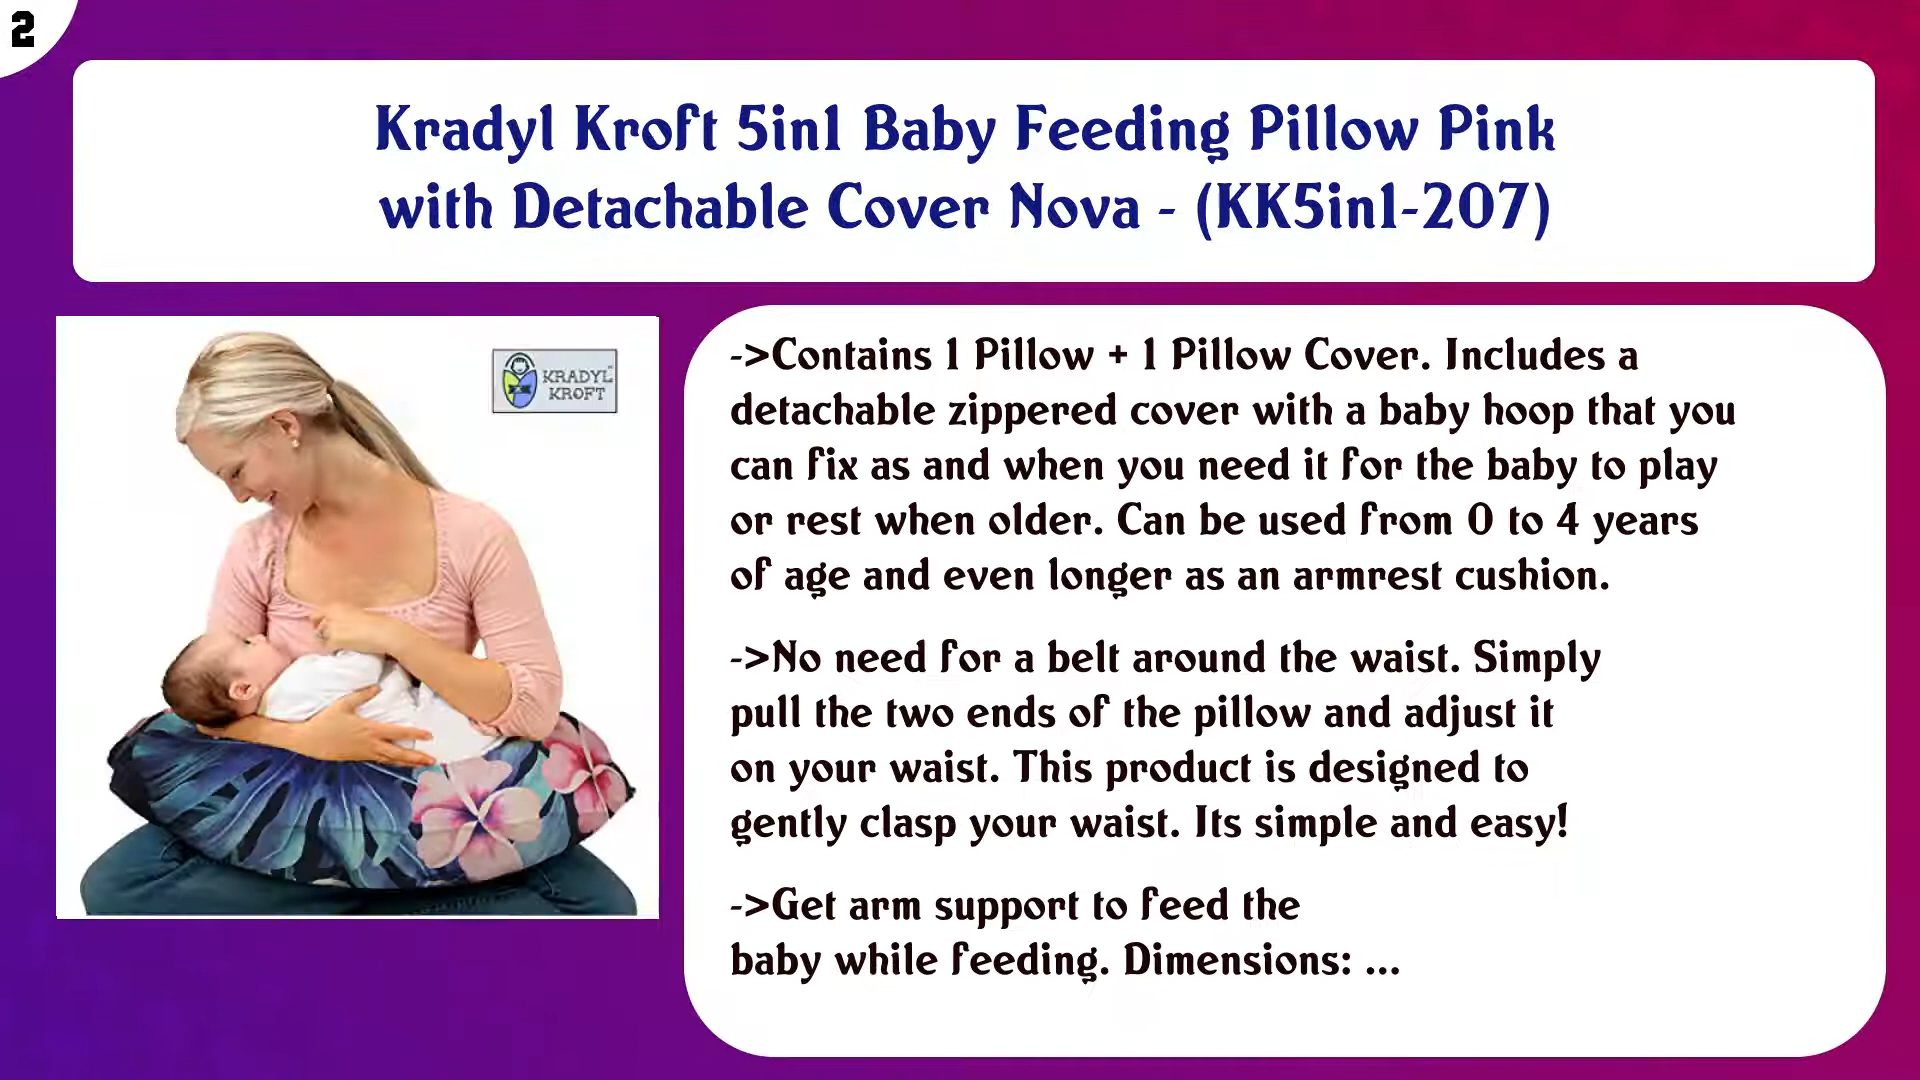 2
Kradyl Kroft 5in1 Baby Feeding Pillow Pink
with Detachable Cover Nova - (KK5in1-207)
KRADYL
KROFT
->Contains 1 Pillow + 1 Pillow Cover. Includes a
detachable zippered cover with a baby hoop that you
can fix as and when you need it for the baby to play
or rest when older. Can be used from 0 to 4 years
of age and even longer as an armrest cushion.
->No need for a belt around the waist. Simply
pull the two ends of the pillow and adjust it
on your waist. This product is designed to
gently clasp your waist. Its simple and easy!
->Get arm support to feed the
baby while feeding. Dimensions: ...